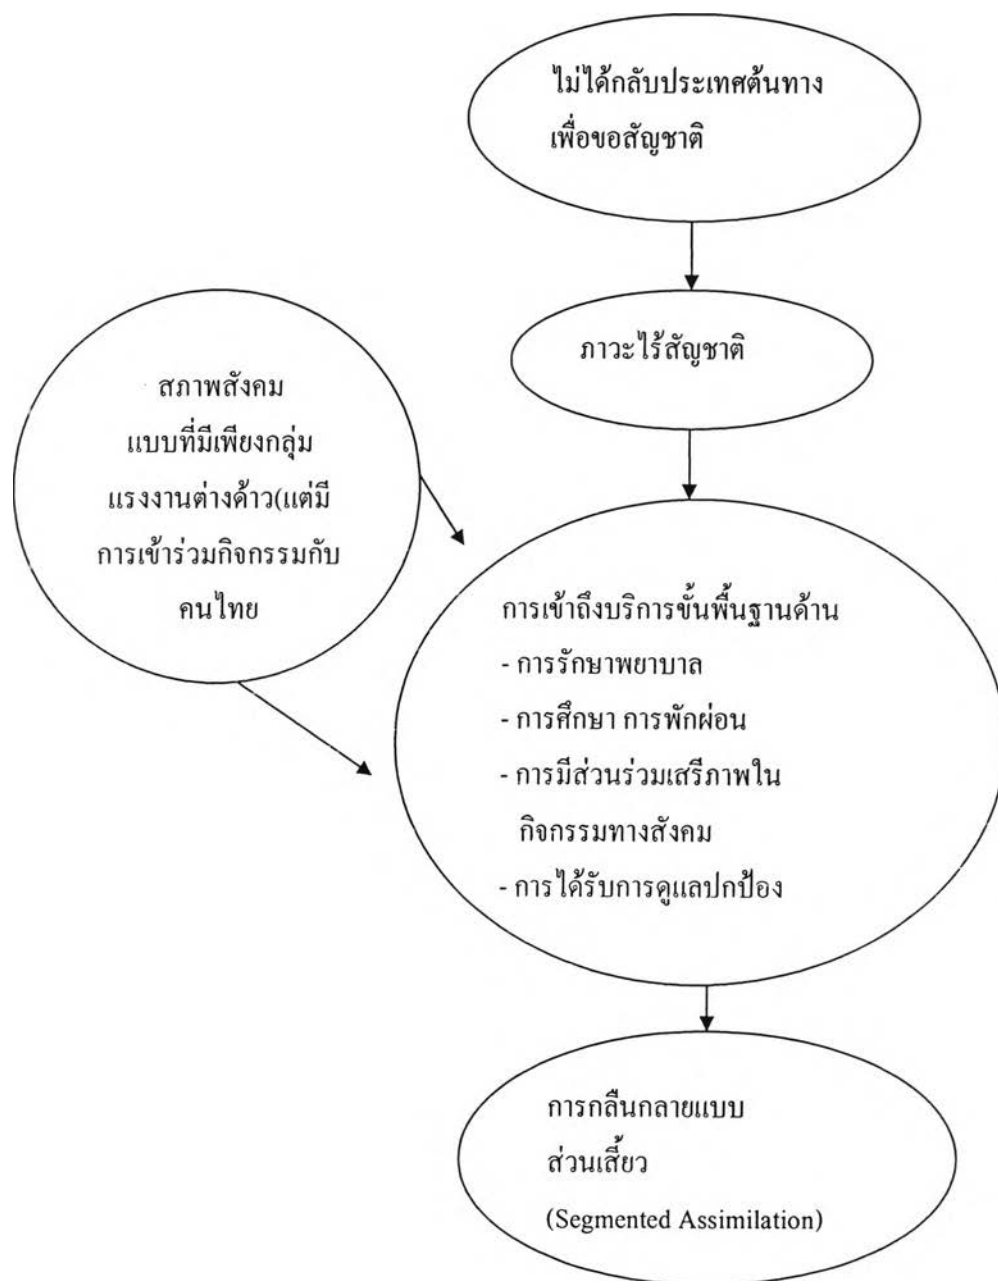 ไม่ได้กลับประเทศต้นทาง
เพื่อขอสัญชาติ
ภาวะไร้สัญชาติ
สภาพสังคม
แบบที่มีเพียงกลุ่ม
แรงงานต่างด้าว(แต่มี
การเข้าร่วมกิจกรรมกับ
คนไทย
การเข้าถึงบริการขั้นพื้นฐานด้าน
- การรักษาพยาบาล
- การศึกษา การพักผ่อน
- การมีส่วนร่วมเสรีภาพใน
กิจกรรมทางสังคม
- การได้รับการดูแลปกป้อง
การกลืนกลายแบบ
ส่วนเสี้ยว
(Segmented Assimilation)